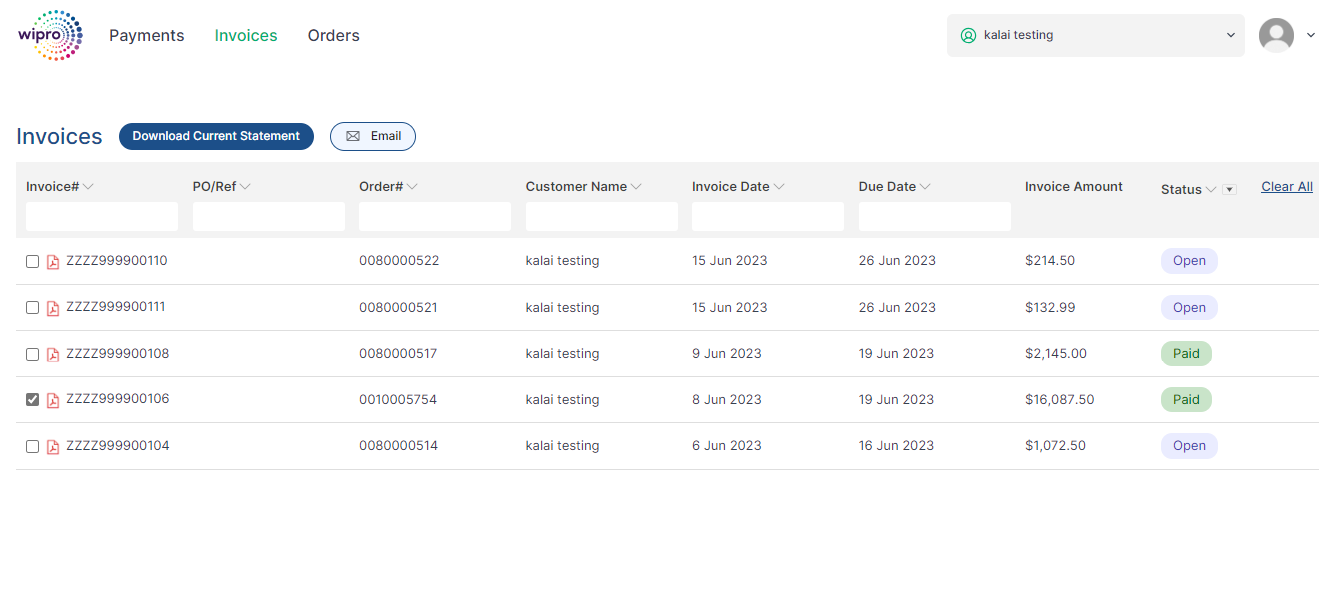 wipro Payments Invoices Orders kalai testing
Invoices Download Current Statement Email
Invoice# PO/Ref Order# Customer Name Invoice Date Due Date Invoice Amount Status Clear All
ZZZZ999900110 0080000522 kalai testing 15 Jun 2023 26 Jun 2023 $214.50 Open
ZZZZ999900111 0080000521 kalai testing 15 Jun 2023 26 Jun 2023 $132.99 Open
ZZZZ999900108 0080000517 kalai testing 9 Jun 2023 19 Jun 2023 $2,145.00 Paid
ZZZZ999900106 0010005754 kalai testing 8 Jun 2023 19 Jun 2023 $16,087.50 Paid
ZZZZ999900104 0080000514 kalai testing 6 Jun 2023 16 Jun 2023 $1,072.50 Open